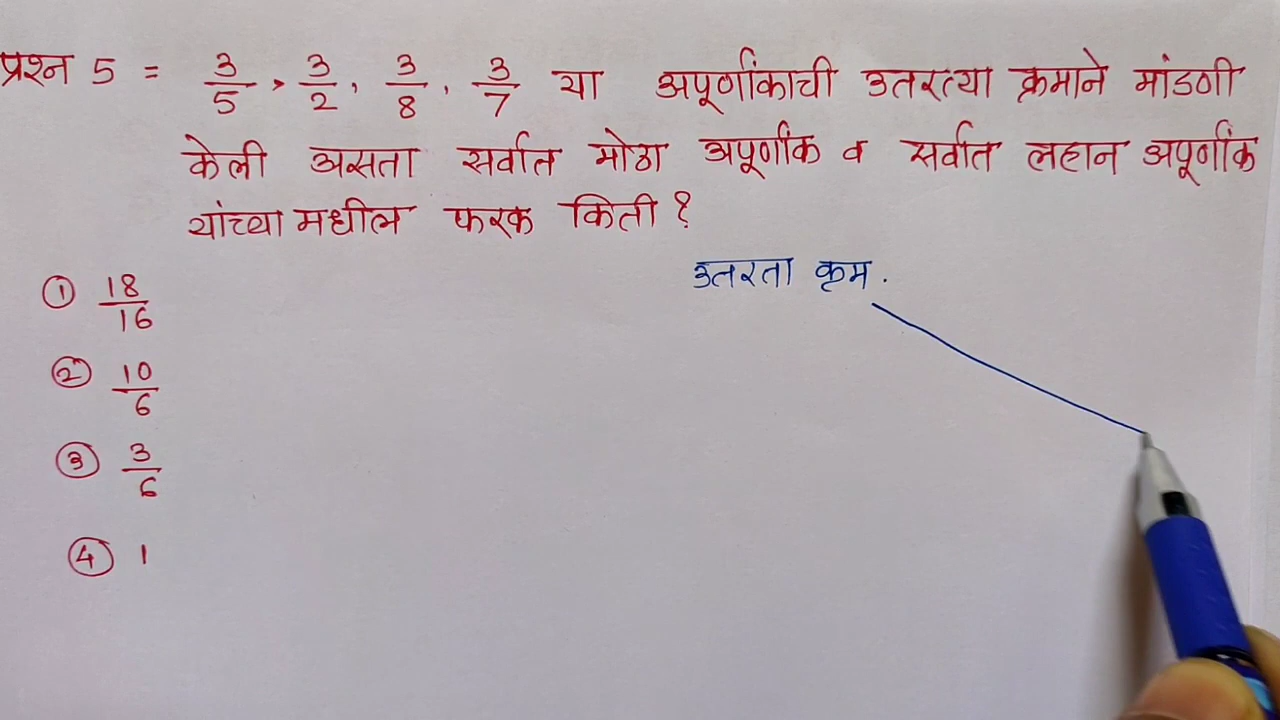 प्रश्न 5 = 3/5, 3/2, 3/8, 3/7 या अपूर्णांकाची उतरत्या क्रमाने मांडणी
केली असता सर्वात मोठा अपूर्णांक व सर्वात लहान अपूर्णांक
यांच्यामधील फरक किती?
उतरता क्रम.
① 18/16
② 10/6
③ 3/6
④ 1